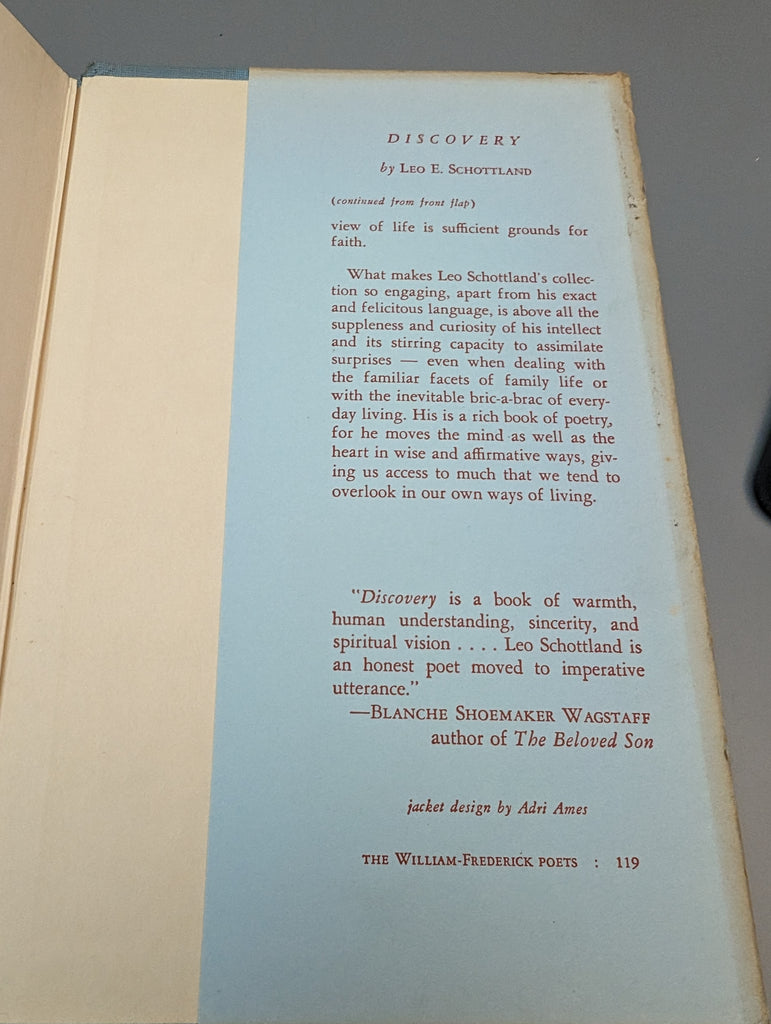 DISCOVERY
by LEO E. SCHOTTLAND
(continued from front flap)
view of life is sufficient grounds for
faith.
What makes Leo Schottland's collec-
tion so engaging, apart from his exact
and felicitous language, is above all the
suppleness and curiosity of his intellect
and its stirring capacity to assimilate
surprises — even when dealing with
the familiar facets of family life or
with the inevitable bric-a-brac of every-
day living. His is a rich book of poetry,
for he moves the mind as well as the
heart in wise and affirmative ways, giv-
ing us access to much that we tend to
overlook in our own ways of living.
"Discovery is a book of warmth,
human understanding, sincerity, and
spiritual vision . . . . Leo Schottland is
an honest poet moved to imperative
utterance."
—BLANCHE SHOEMAKER WAGSTAFF
author of The Beloved Son
jacket design by Adri Ames
THE WILLIAM-FREDERICK POETS : 119